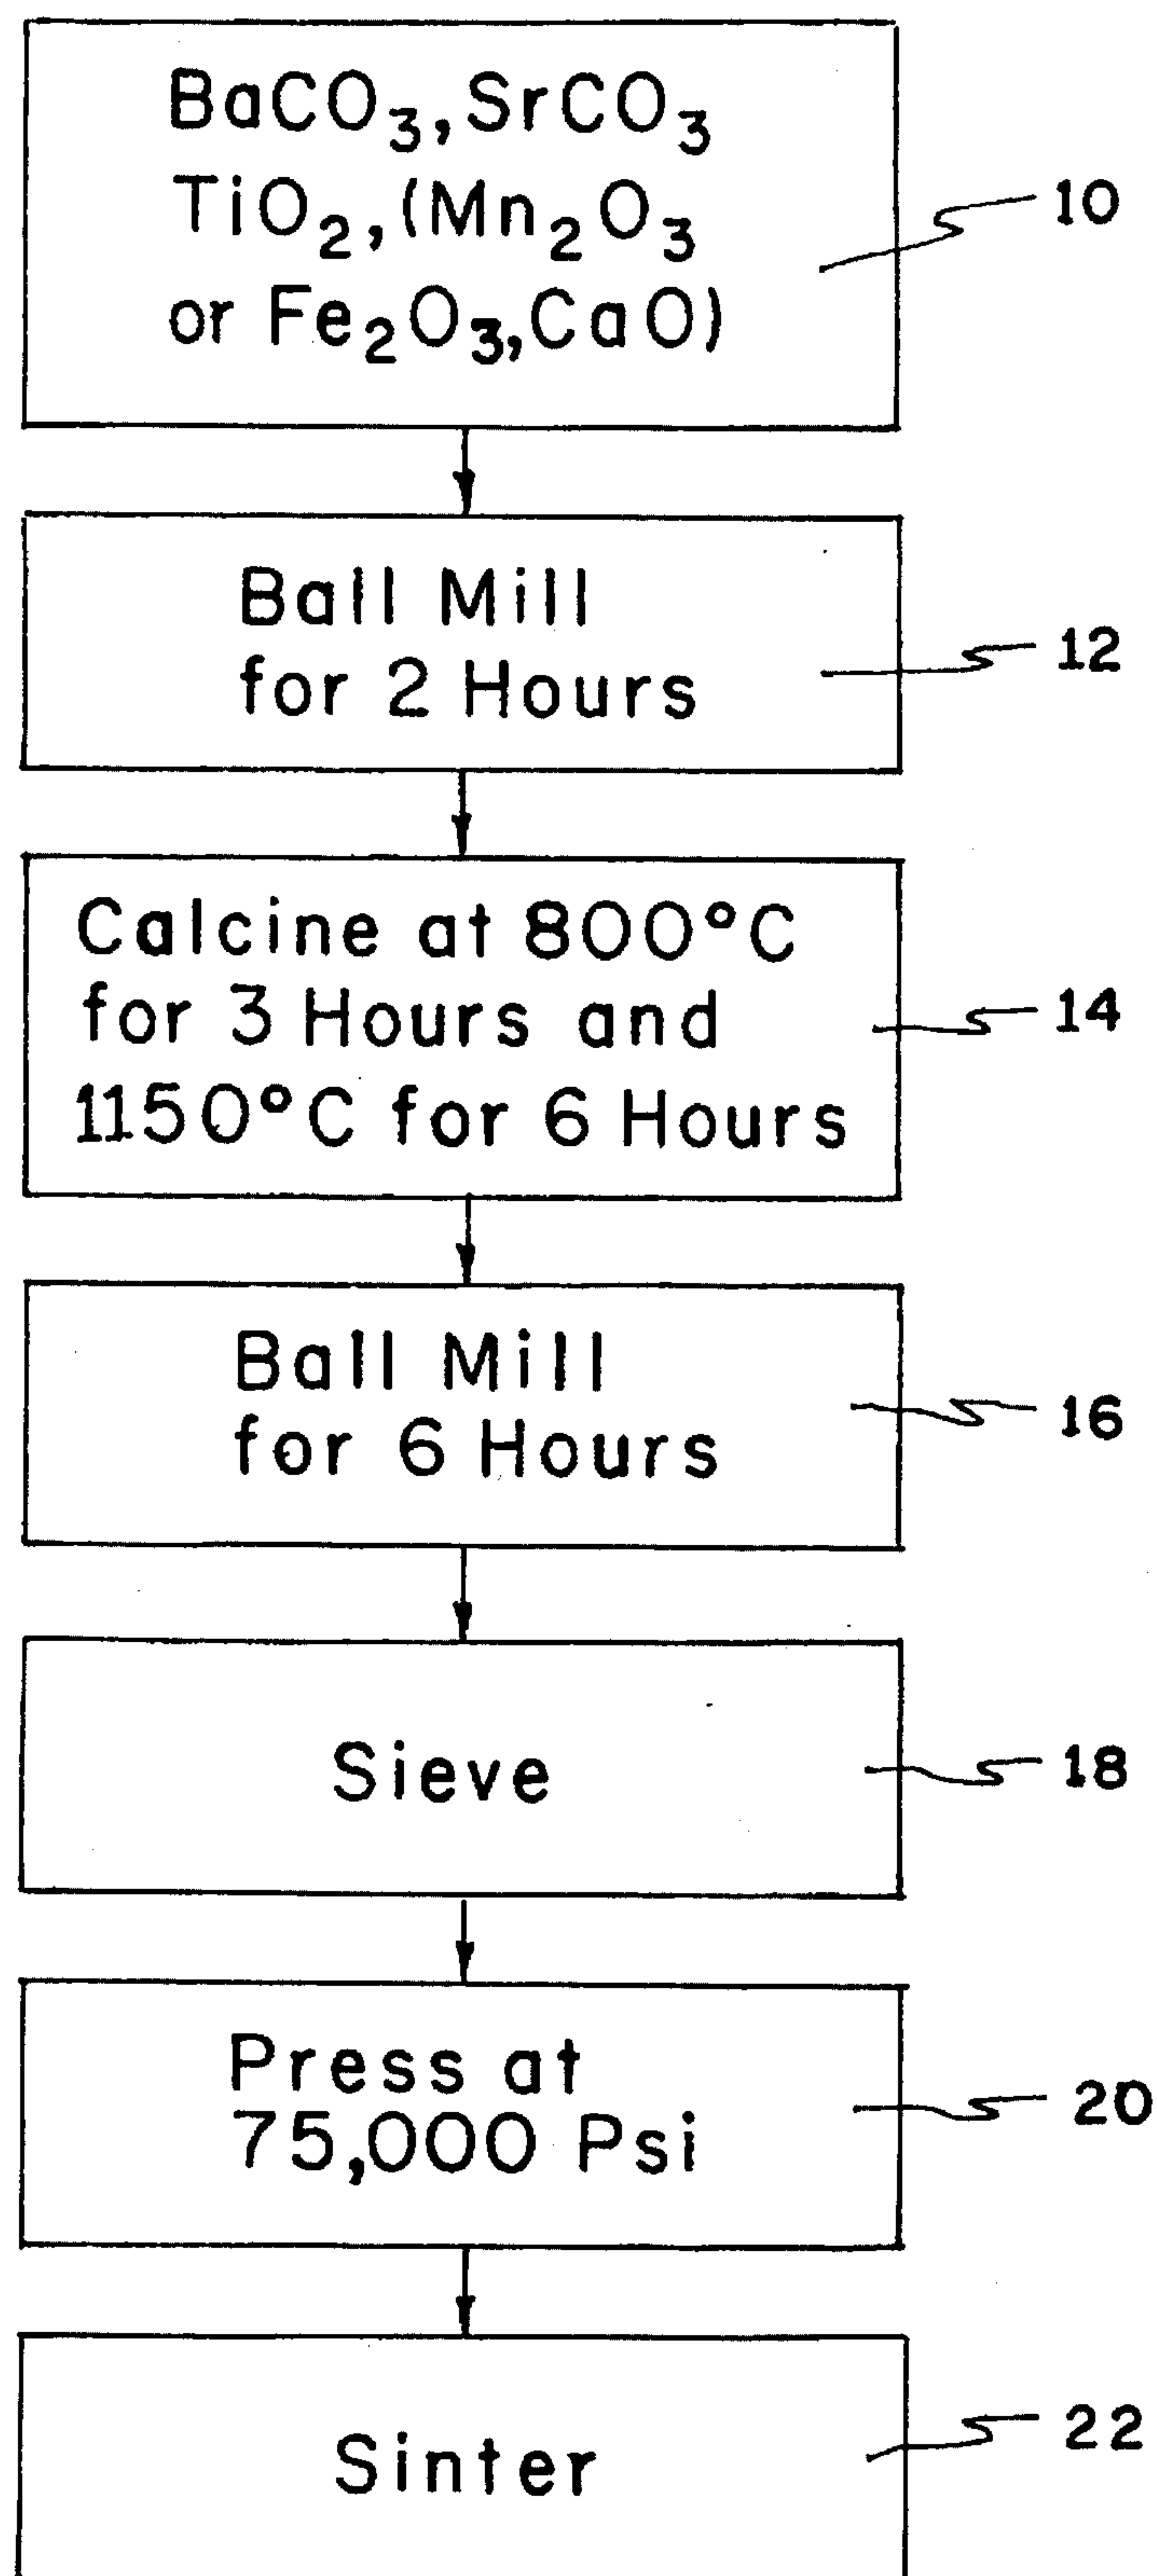 BaCO₃, SrCO₃
TiO₂, (Mn₂O₃
or Fe₂O₃, CaO)
10
Ball Mill
for 2 Hours
12
Calcine at 800°C
for 3 Hours and
1150°C for 6 Hours
14
Ball Mill
for 6 Hours
16
Sieve
18
Press at
75,000 Psi
20
Sinter
22